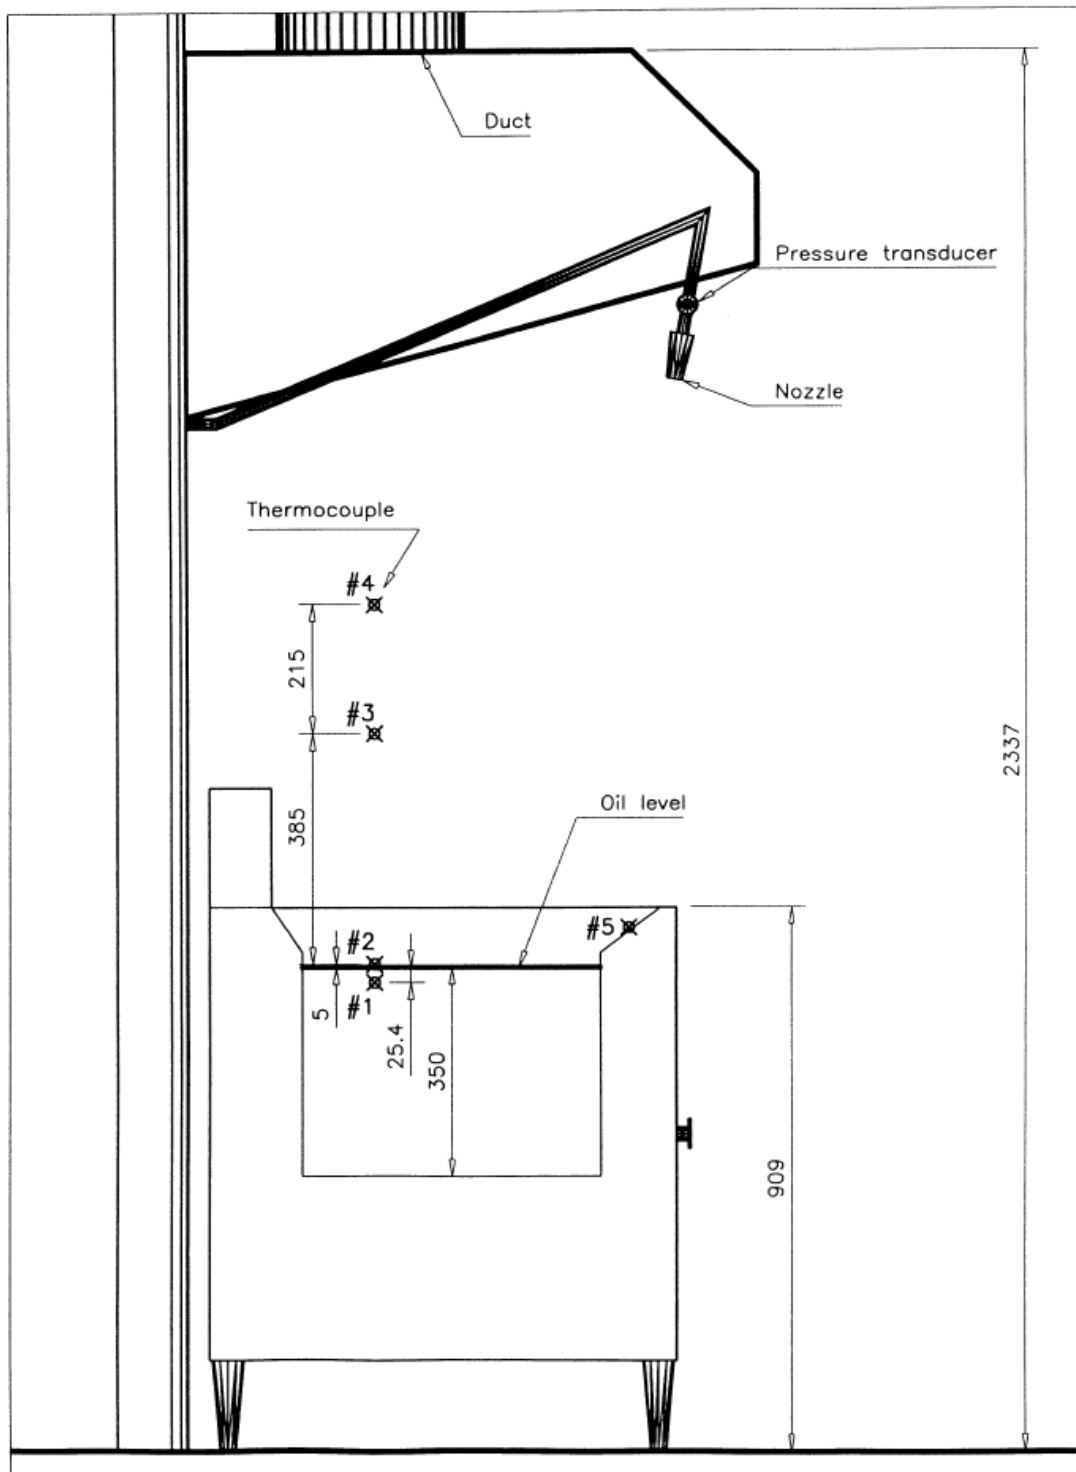 Duct
Pressure transducer
Nozzle
Thermocouple
#4
215
#3
2337
385
Oil level
#5
#2
#1
5
25.4
350
909